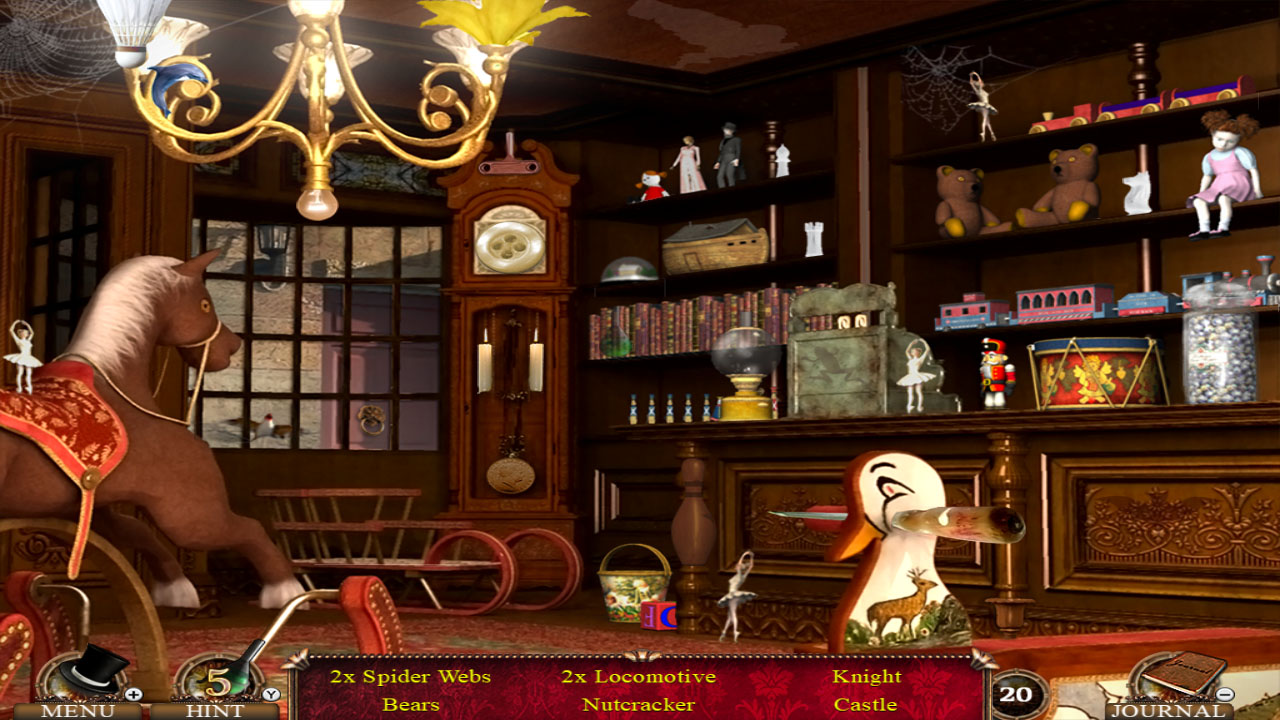 2x Spider Webs 2x Locomotive Knight
Bears Nutcracker Castle
5
20
+
Y
MENU HINT JOURNAL